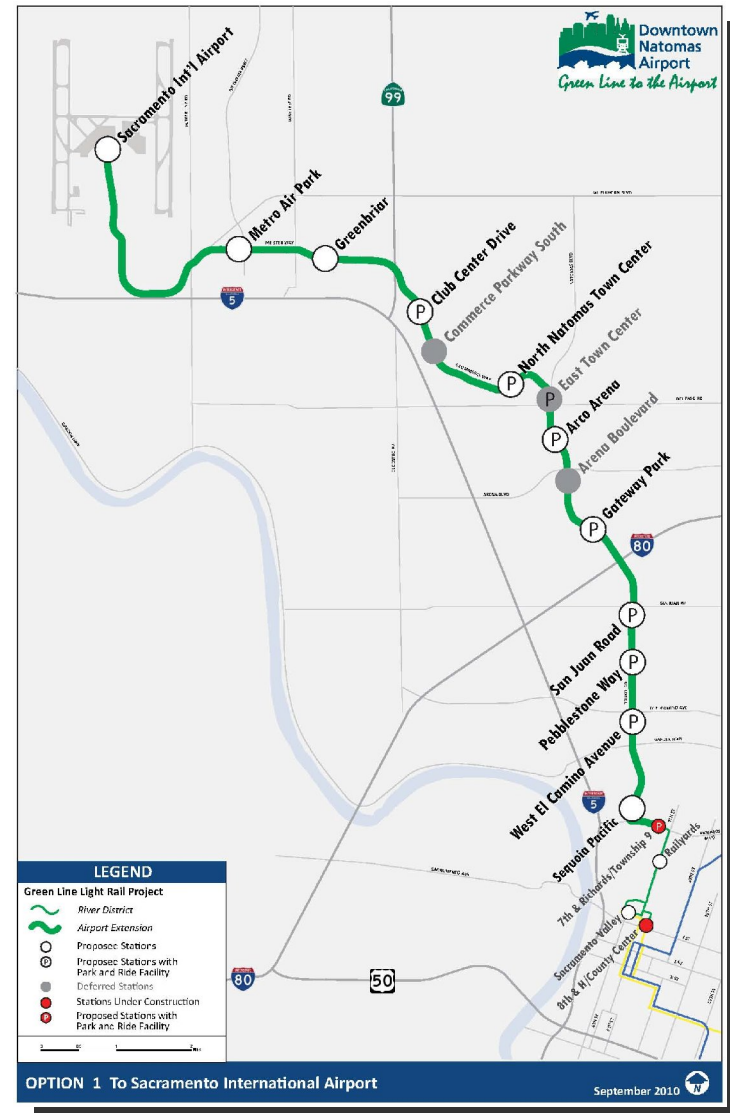 Downtown
Natomas
Airport
Green Line to the Airport
Sacramento Int'l Airport
99
Metro Air Park
Greenbriar
Club Center Drive
Commerce Parkway South
North Natomas Town Center
East Town Center
Arco Arena
Arena Boulevard
Gateway Park
5
P
P
P
P
P
80
San Juan Road
Pebblestone Way
West El Camino Avenue
Sequoia Pacific
P
P
P
5
P
7th & Richards/Township 9
Railyards
Sacramento Valley
8th & H/County Center
MEISTER WAY
ARENA BLVD
80
50
LEGEND
Green Line Light Rail Project
River District
Airport Extension
Proposed Stations
P
Proposed Stations with
Park and Ride Facility
Deferred Stations
Stations Under Construction
P
Proposed Stations with
Park and Ride Facility
OPTION 1 To Sacramento International Airport
September 2010
N